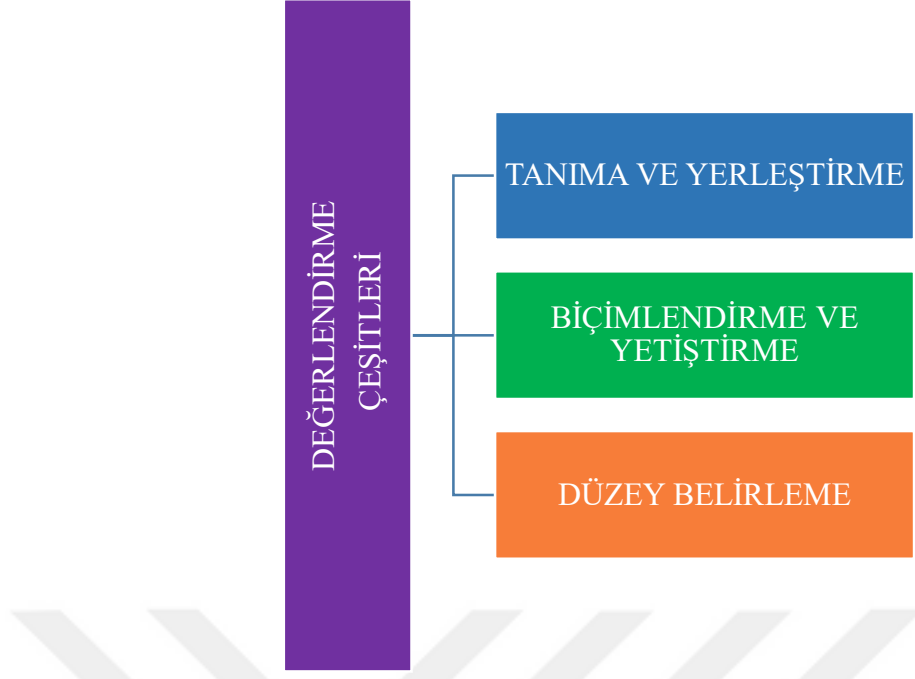 DEĞERLENDİRME
ÇEŞİTLERİ
TANIMA VE YERLEŞTİRME
BİÇİMLENDİRME VE
YETİŞTİRME
DÜZEY BELİRLEME